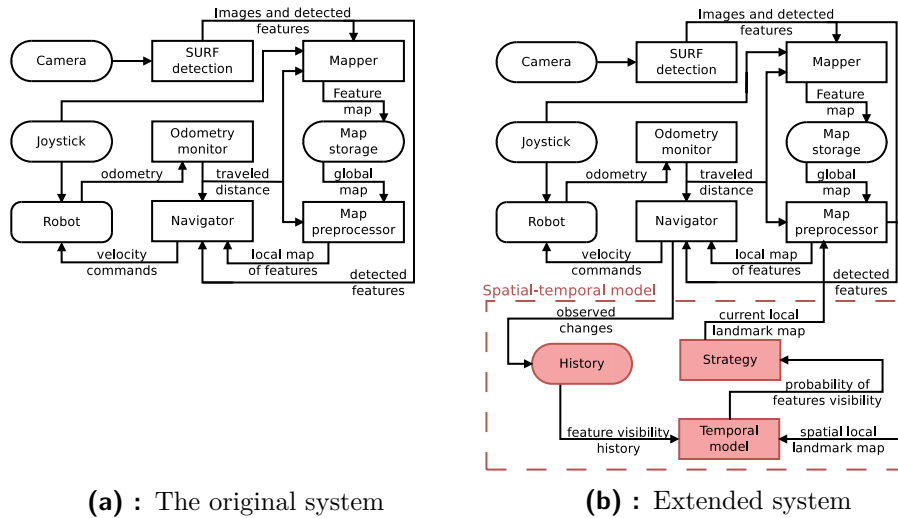 Images and detected
features
Camera
SURF
detection
Mapper
Feature
map
Joystick
Odometry
monitor
Map
storage
odometry
traveled
distance
global
map
Robot
Navigator
Map
preprocessor
velocity
commands
local map
of features
detected
features
(a) : The original system
Images and detected
features
Camera
SURF
detection
Mapper
Feature
map
Joystick
Odometry
monitor
Map
storage
odometry
traveled
distance
global
map
Robot
Navigator
Map
preprocessor
velocity
commands
local map
of features
detected
features
Spatial-temporal model
observed
changes
current local
landmark map
History
Strategy
probability of
features visibility
feature visibility
history
Temporal
model
spatial local
landmark map
(b) : Extended system